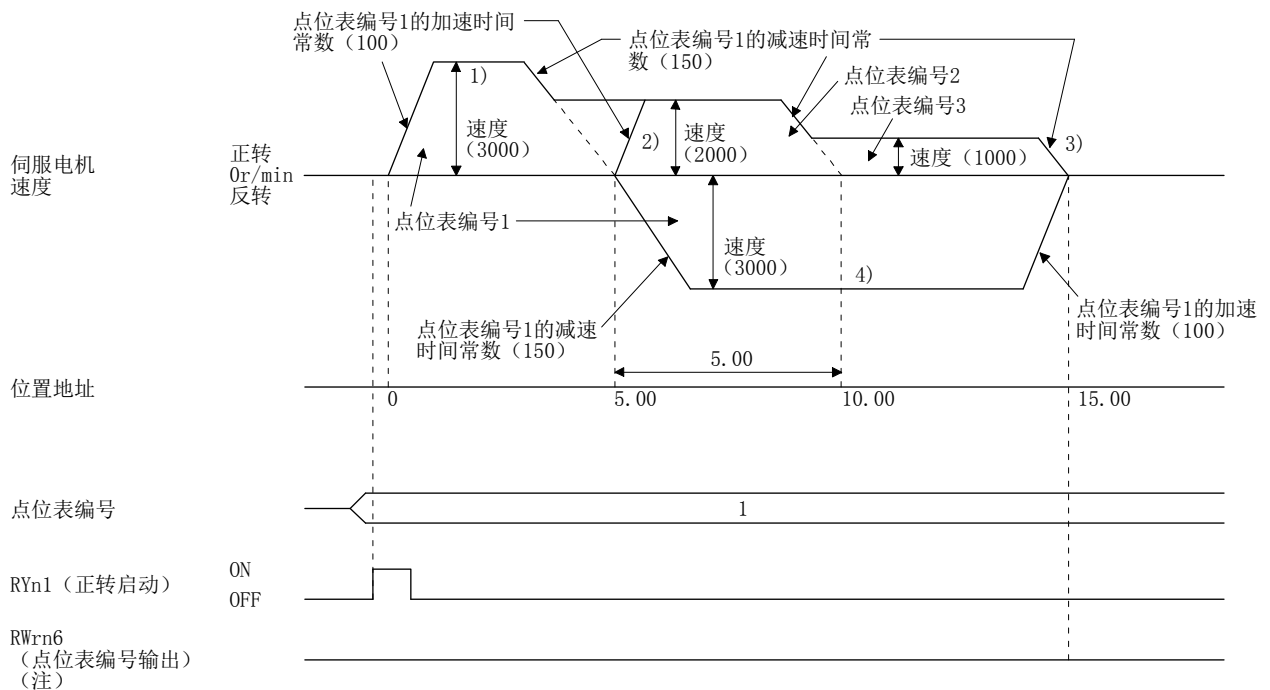 点位表编号1的加速时间
常数（100）
点位表编号1的减速时间常
数（150）
点位表编号2
点位表编号3
1)
2)
3)
速度
（3000）
速度
（2000）
速度（1000）
伺服电机
速度
正转
0r/min
反转
点位表编号1
速度
（3000）
4)
点位表编号1的减速
时间常数（150）
点位表编号1的加速
时间常数（100）
5.00
位置地址
0
5.00
10.00
15.00
点位表编号
1
RYn1（正转启动）
ON
OFF
RWrn6
（点位表编号输出）
（注）